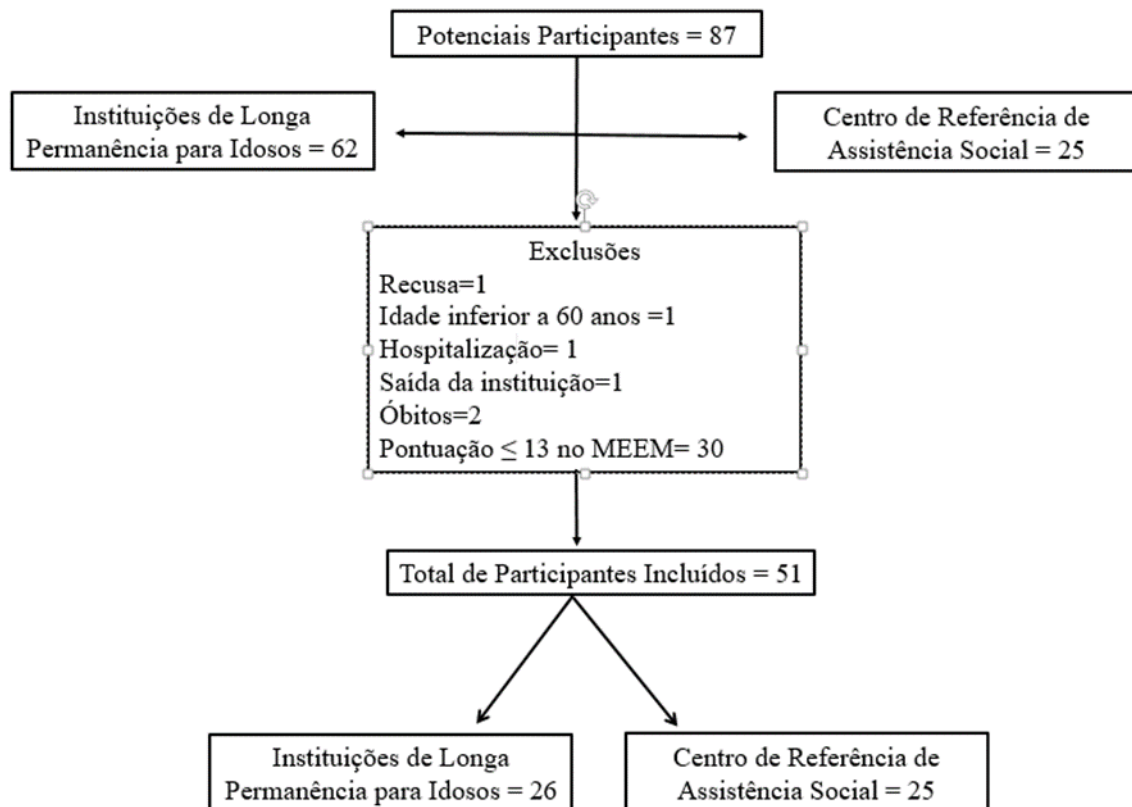 Potenciais Participantes = 87
Instituições de Longa
Permanência para Idosos = 62
Centro de Referência de
Assistência Social = 25
Exclusões
Recusa=1
Idade inferior a 60 anos =1
Hospitalização= 1
Saída da instituição=1
Óbitos=2
Pontuação ≤ 13 no MEEM= 30
Total de Participantes Incluídos = 51
Instituições de Longa
Permanência para Idosos = 26
Centro de Referência de
Assistência Social = 25